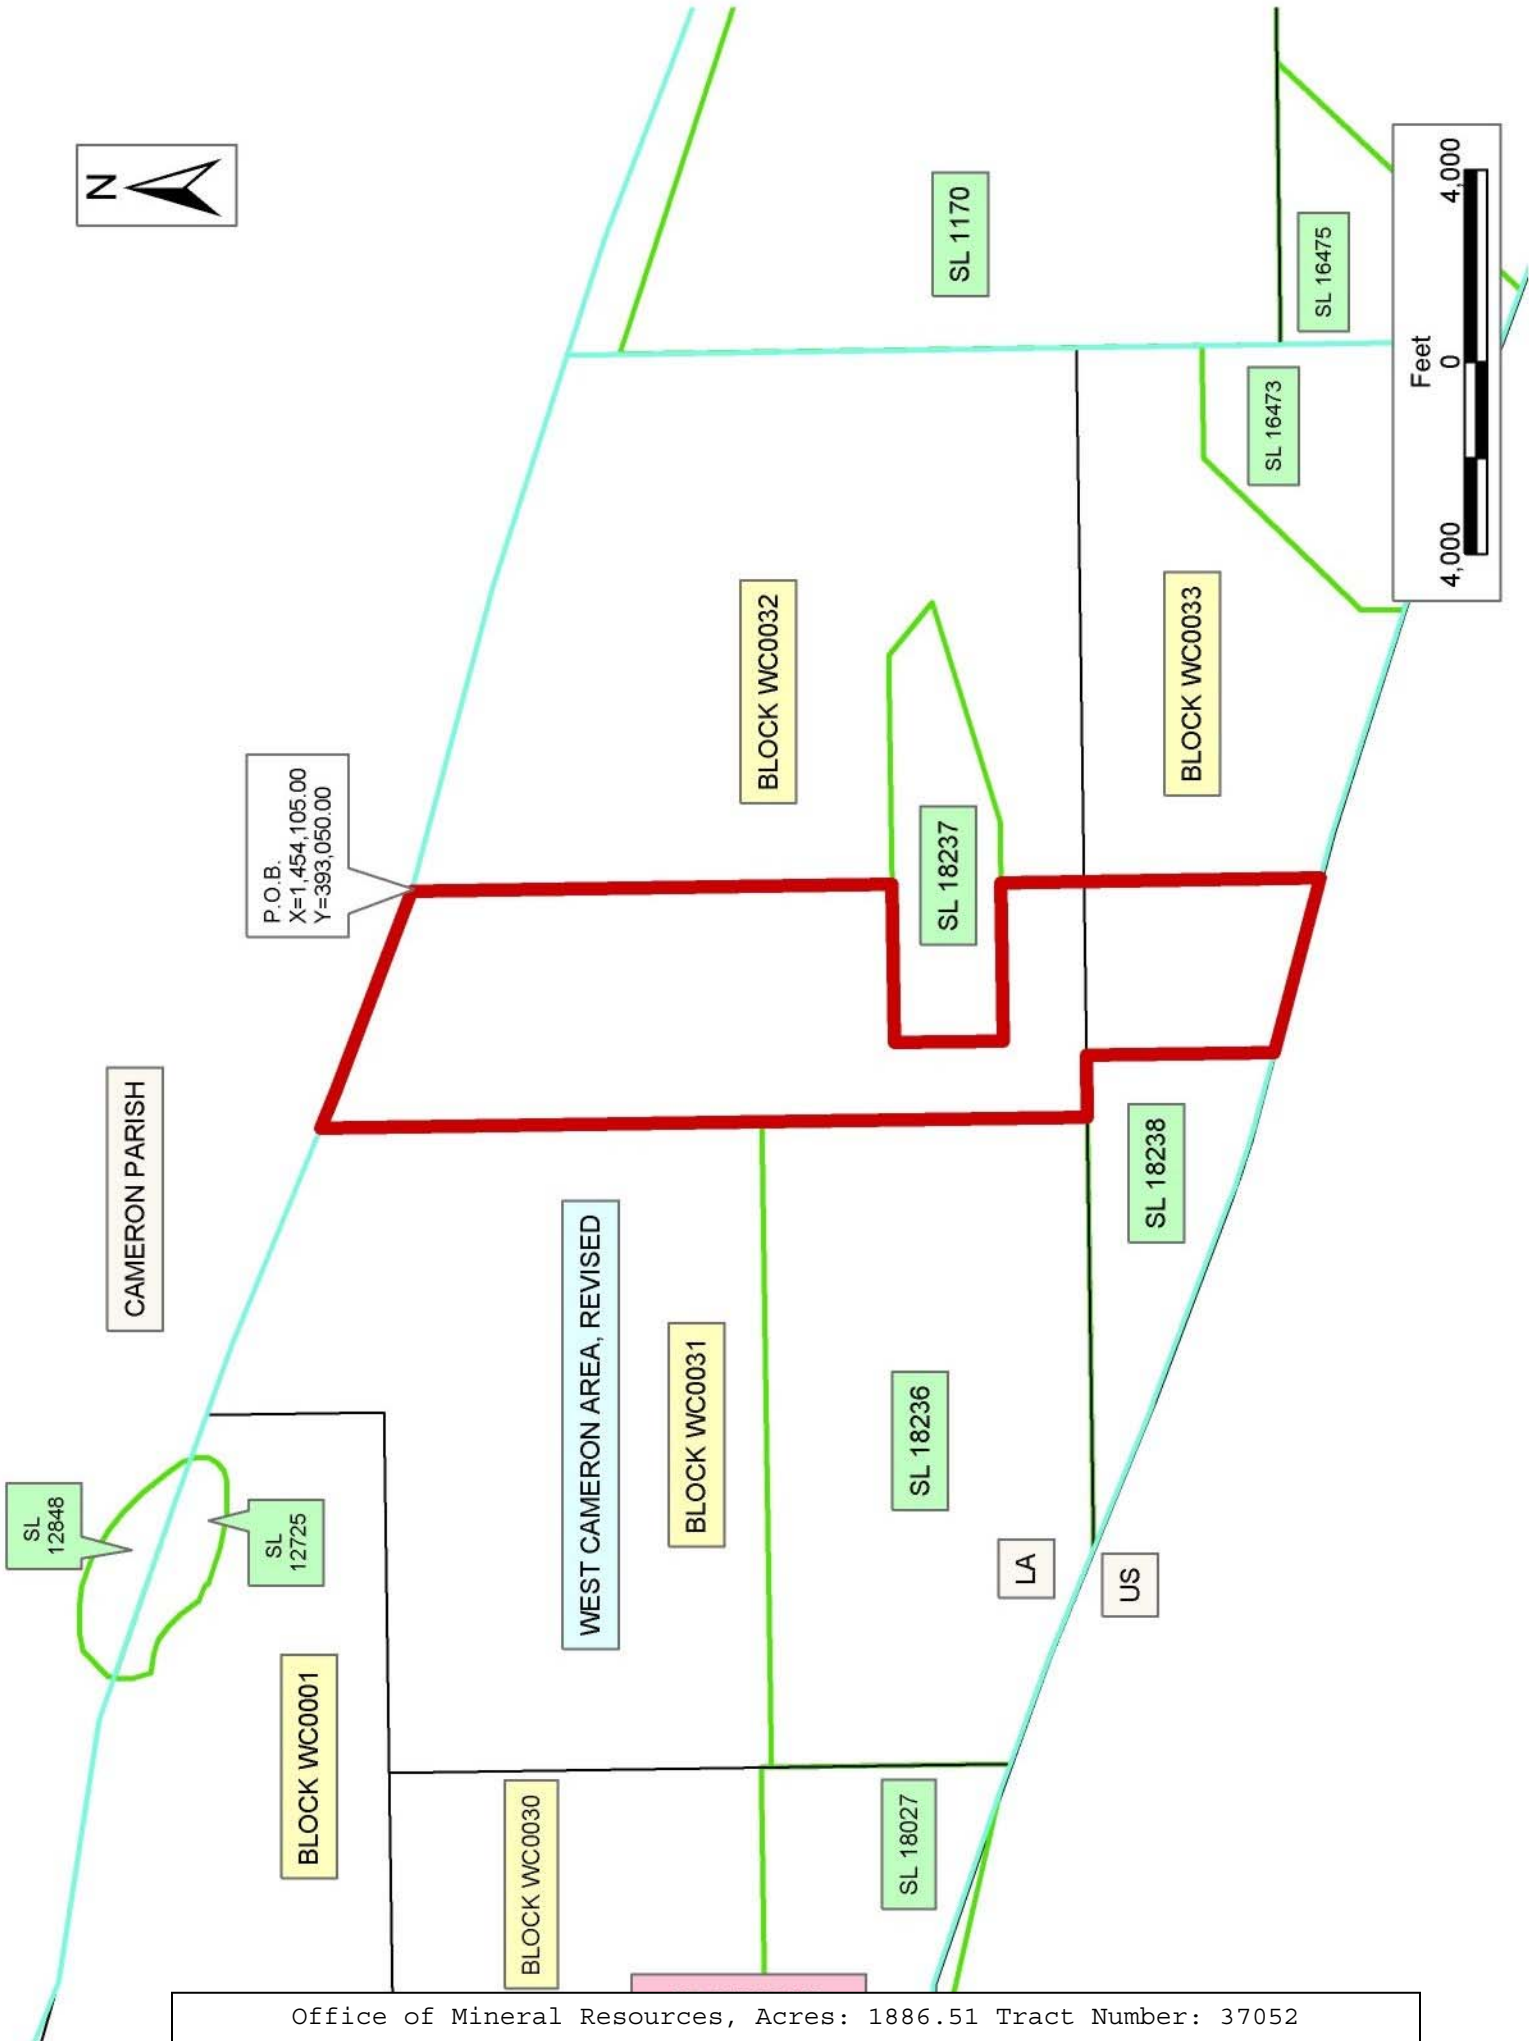 N
CAMERON PARISH
SL
12848
SL
12725
P.O.B.
X=1,454,105.00
Y=393,050.00
BLOCK WC0001
BLOCK WC0030
WEST CAMERON AREA, REVISED
BLOCK WC0031
BLOCK WC0032
SL 1170
SL 18027
SL 18236
SL 18237
LA
US
SL 18238
BLOCK WC0033
SL 16473
SL 16475
Feet
4,000
0
4,000
Office of Mineral Resources, Acres: 1886.51 Tract Number: 37052